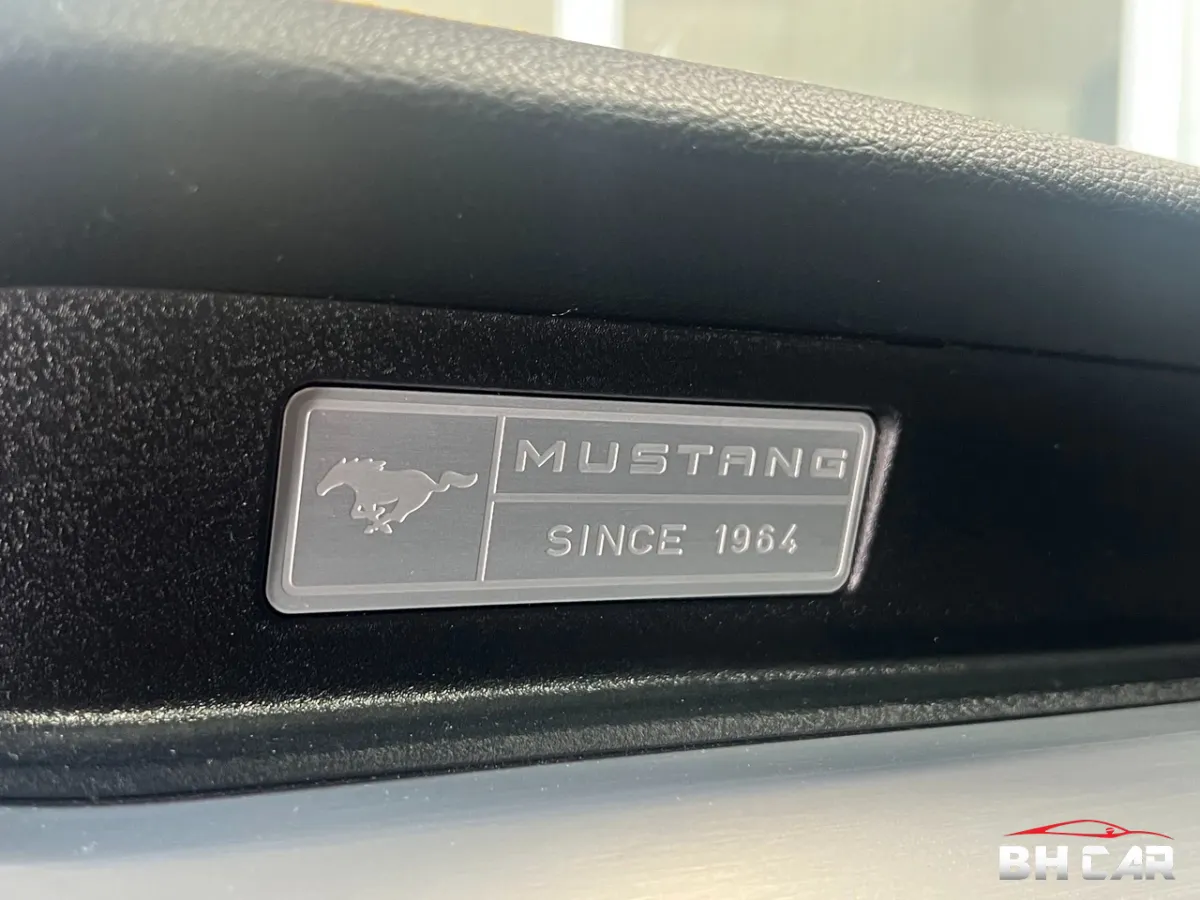 MUSTANG
SINCE 1964
BH CAR